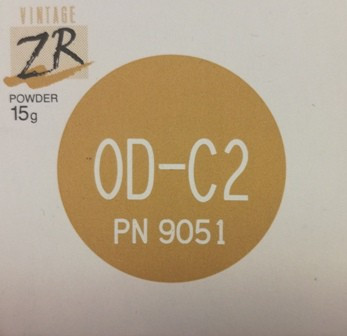 VINTAGE
ZR
POWDER
15g
OD-C2
PN 9051